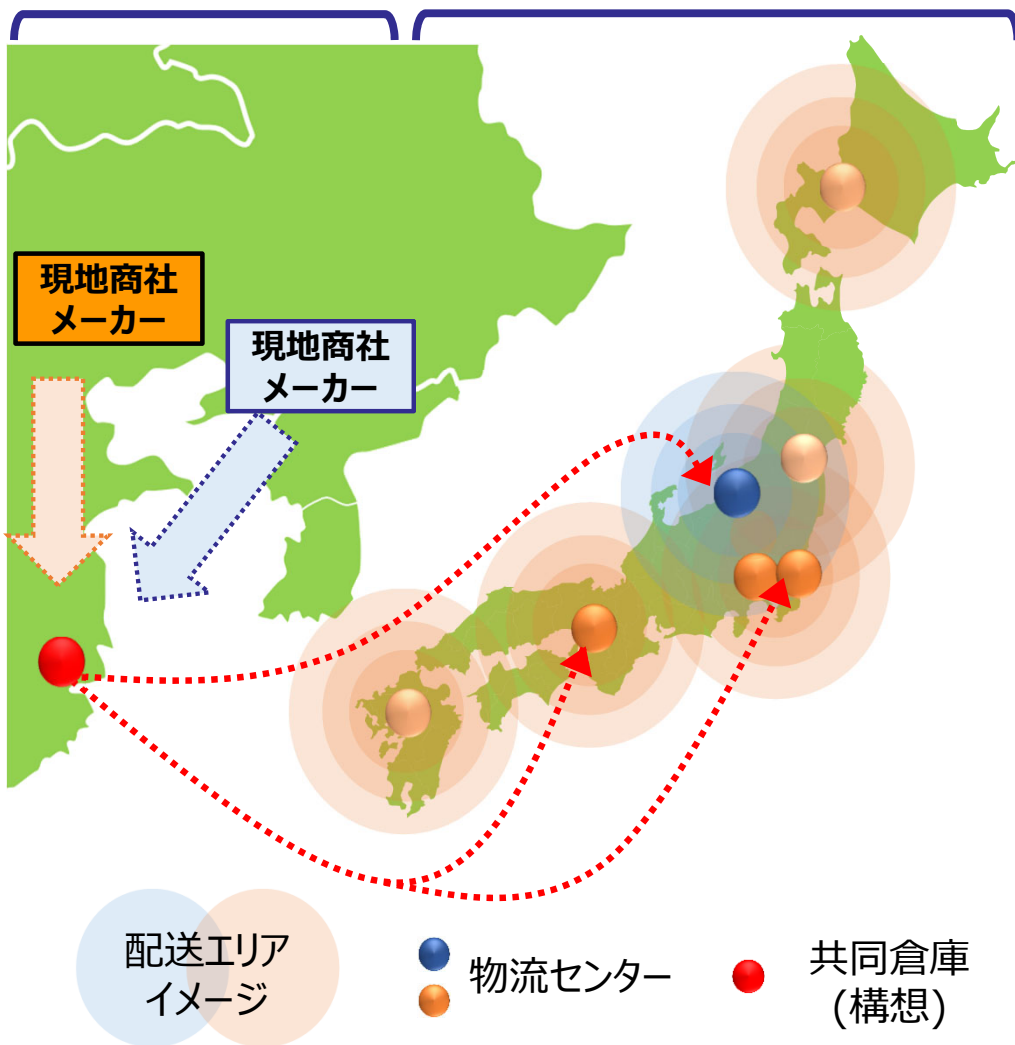 現地商社
メーカー
現地商社
メーカー
配送エリア
イメージ
物流センター
共同倉庫
(構想)